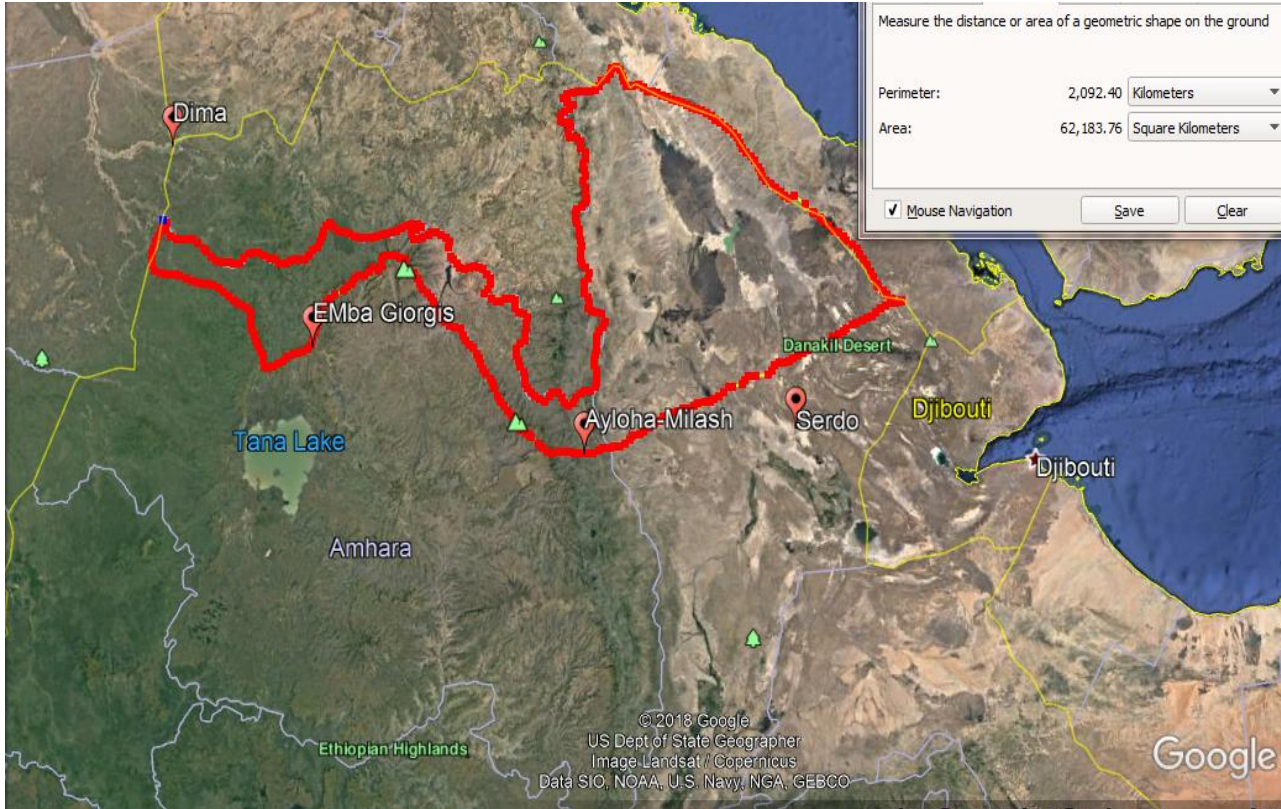 Measure the distance or area of a geometric shape on the ground
Perimeter: 2,092.40 Kilometers
Area: 62,183.76 Square Kilometers
Mouse Navigation Save Clear
Dima
EMba Giorgis
Danakil Desert
Ayloha-Milash
Serdo
Djibouti
Tana Lake
Djibouti
Amhara
Ethiopian Highlands
© 2018 Google
US Dept of State Geographer
Image Landsat / Copernicus
Data SIO, NOAA, U.S. Navy, NGA, GEBCO
Google